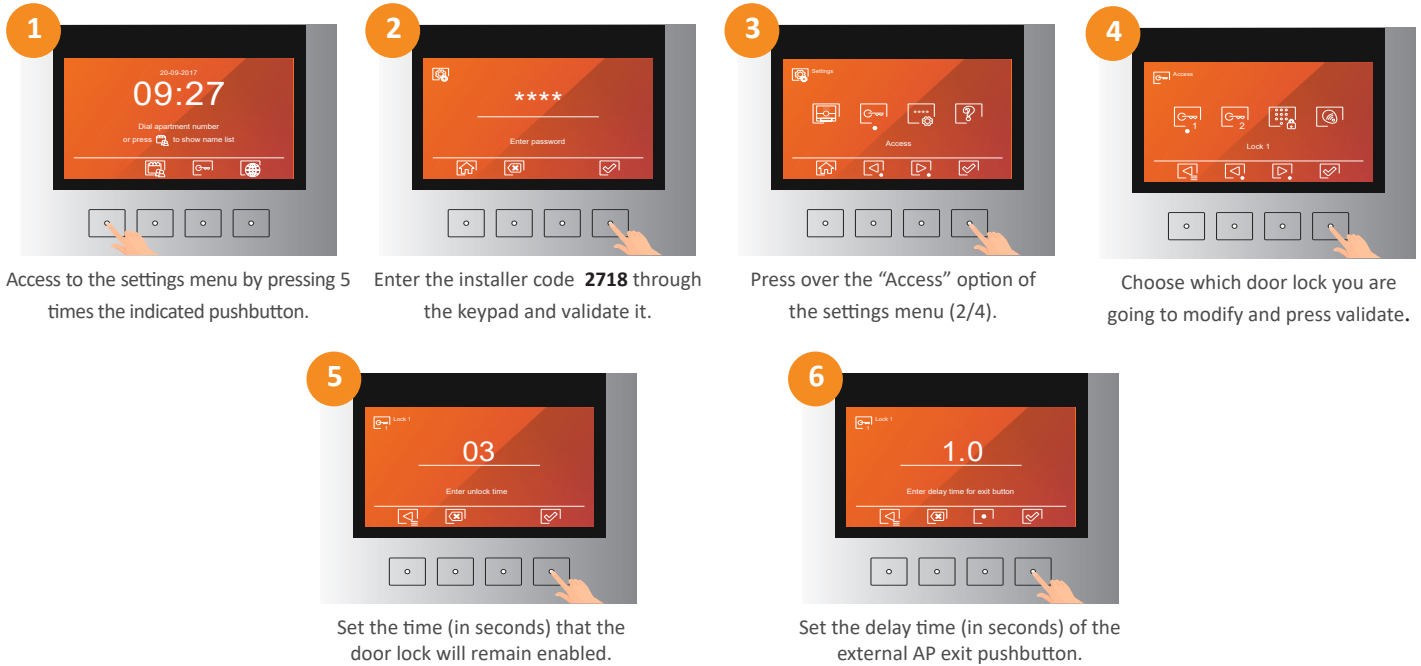 1
20-09-2017
09:27
Dial apartment number
or press to show name list
Access to the settings menu by pressing 5
times the indicated pushbutton.
2
****
Enter password
Enter the installer code 2718 through
the keypad and validate it.
3
Settings
****
Access
Press over the “Access” option of
the settings menu (2/4).
4
Access
1
2
Lock 1
Choose which door lock you are
going to modify and press validate.
5
1
Lock 1
03
Enter unlock time
Set the time (in seconds) that the
door lock will remain enabled.
6
1
Lock 1
1.0
Enter delay time for exit button
Set the delay time (in seconds) of the
external AP exit pushbutton.